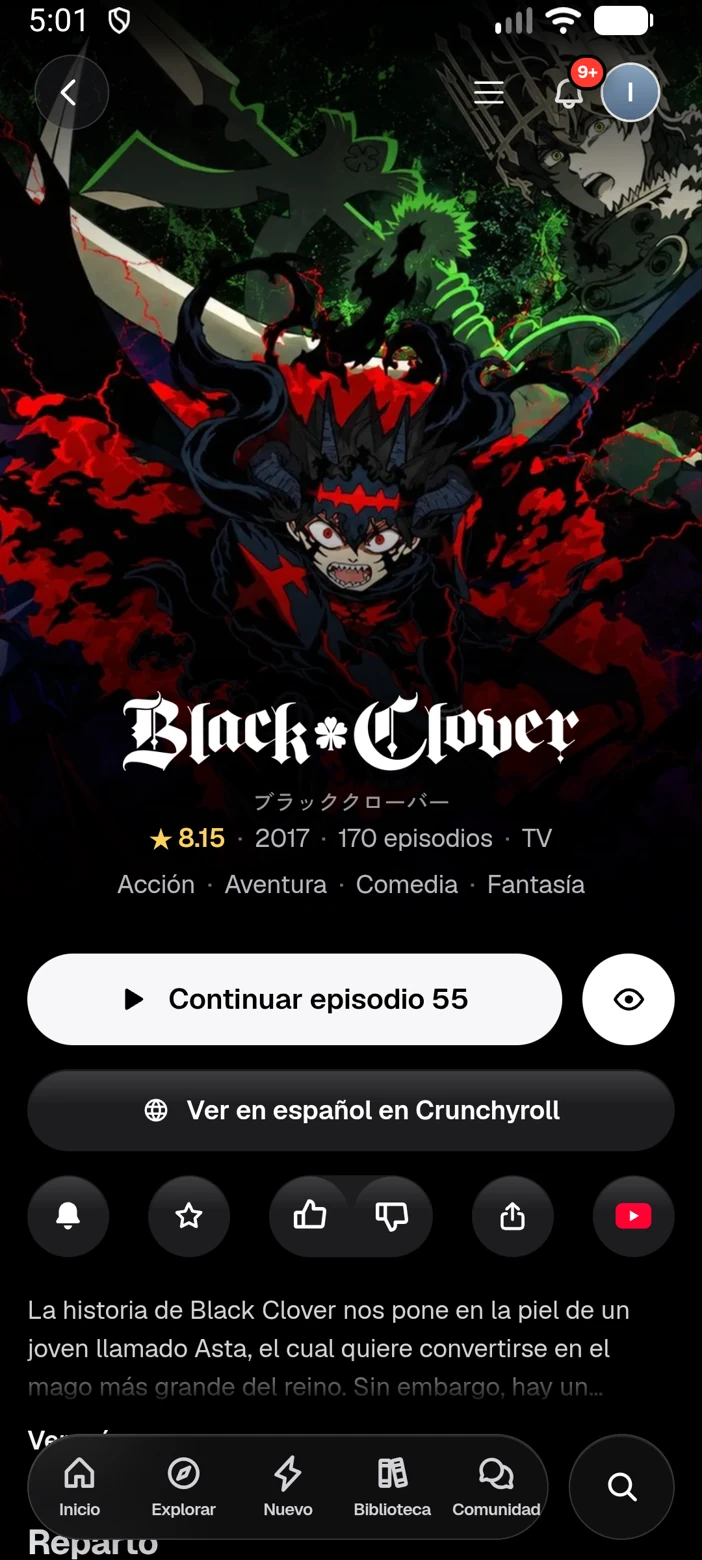 5:01
9+
I
Black Clover
ブラッククローバー
★ 8.15 · 2017 · 170 episodios · TV
Acción · Aventura · Comedia · Fantasía
Continuar episodio 55
Ver en español en Crunchyroll
La historia de Black Clover nos pone en la piel de un
joven llamado Asta, el cual quiere convertirse en el
mago más grande del reino. Sin embargo, hay un...
Inicio Explorar Nuevo Biblioteca Comunidad
Reparto